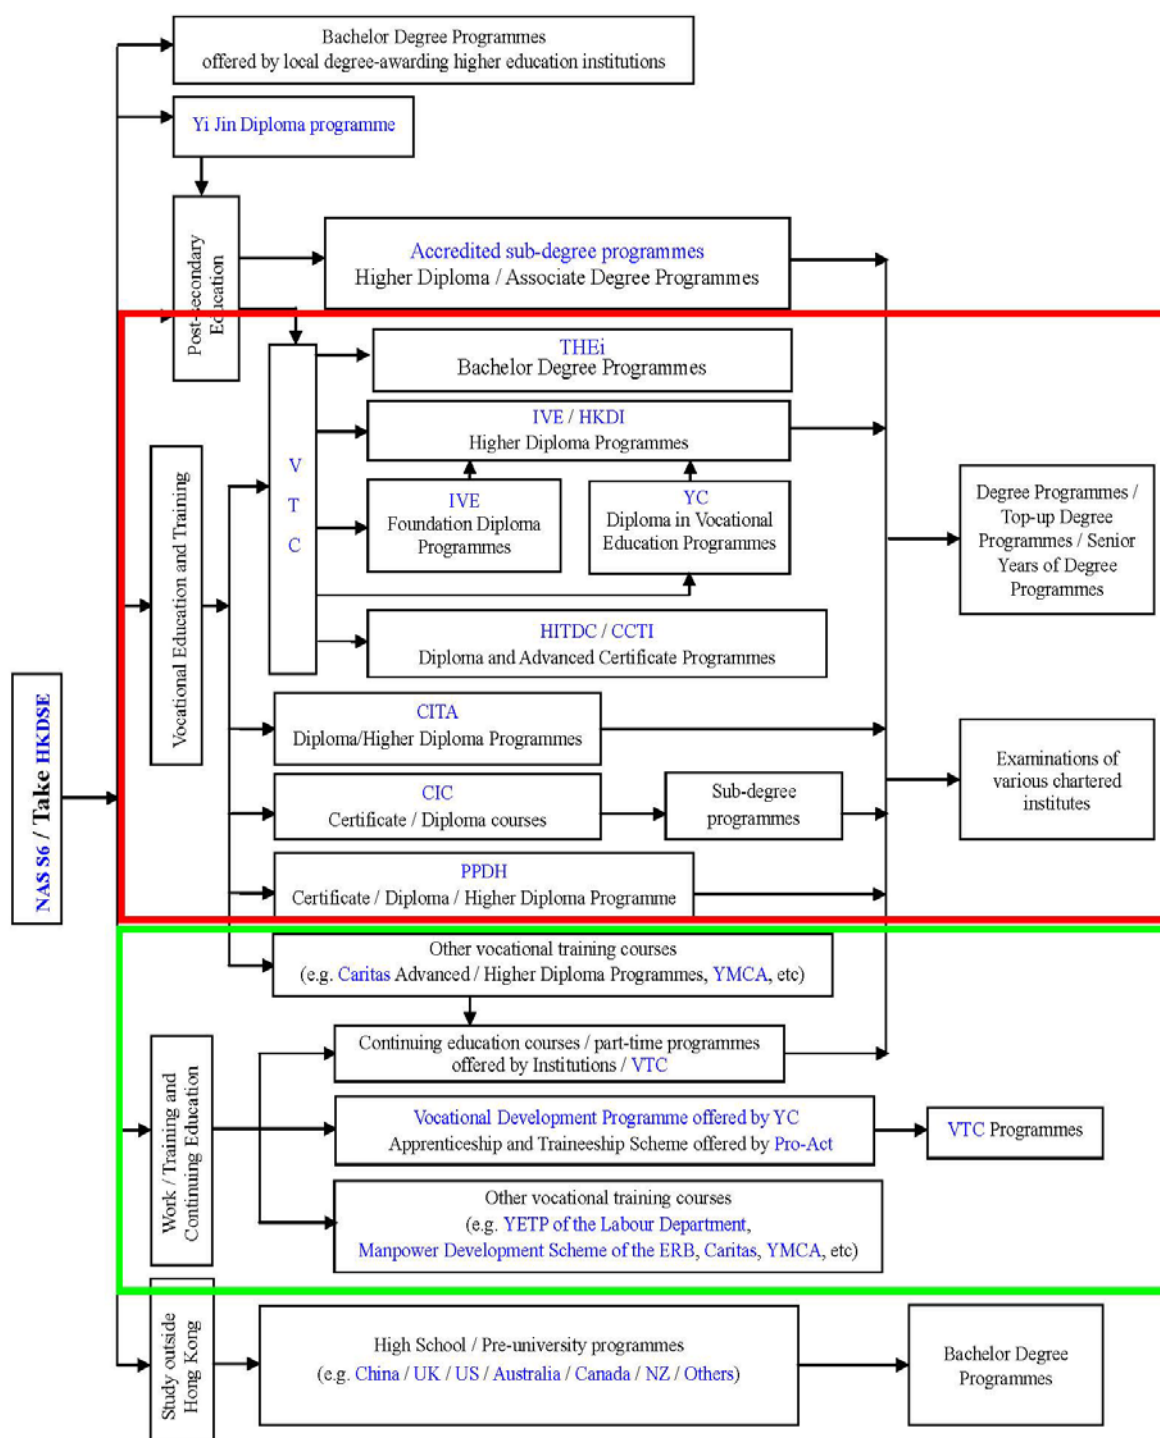 Bachelor Degree Programmes
offered by local degree-awarding higher education institutions
Yi Jin Diploma programme
Post-secondary
Education
Accredited sub-degree programmes
Higher Diploma / Associate Degree Programmes
THEi
Bachelor Degree Programmes
IVE / HKDI
Higher Diploma Programmes
V
T
C
IVE
Foundation Diploma
Programmes
YC
Diploma in Vocational
Education Programmes
HITDC / CCTI
Diploma and Advanced Certificate Programmes
Vocational Education and Training
Degree Programmes /
Top-up Degree
Programmes / Senior
Years of Degree
Programmes
NAS S6 / Take HKDSE
CITA
Diploma/Higher Diploma Programmes
CIC
Certificate / Diploma courses
Sub-degree
programmes
Examinations of
various chartered
institutes
PPDH
Certificate / Diploma / Higher Diploma Programme
Other vocational training courses
(e.g. Caritas Advanced / Higher Diploma Programmes, YMCA, etc)
Work / Training and
Continuing Education
Continuing education courses / part-time programmes
offered by Institutions / VTC
Vocational Development Programme offered by YC
Apprenticeship and Traineeship Scheme offered by Pro-Act
VTC Programmes
Other vocational training courses
(e.g. YETP of the Labour Department,
Manpower Development Scheme of the ERB, Caritas, YMCA, etc)
Study outside
Hong Kong
High School / Pre-university programmes
(e.g. China / UK / US / Australia / Canada / NZ / Others)
Bachelor Degree
Programmes